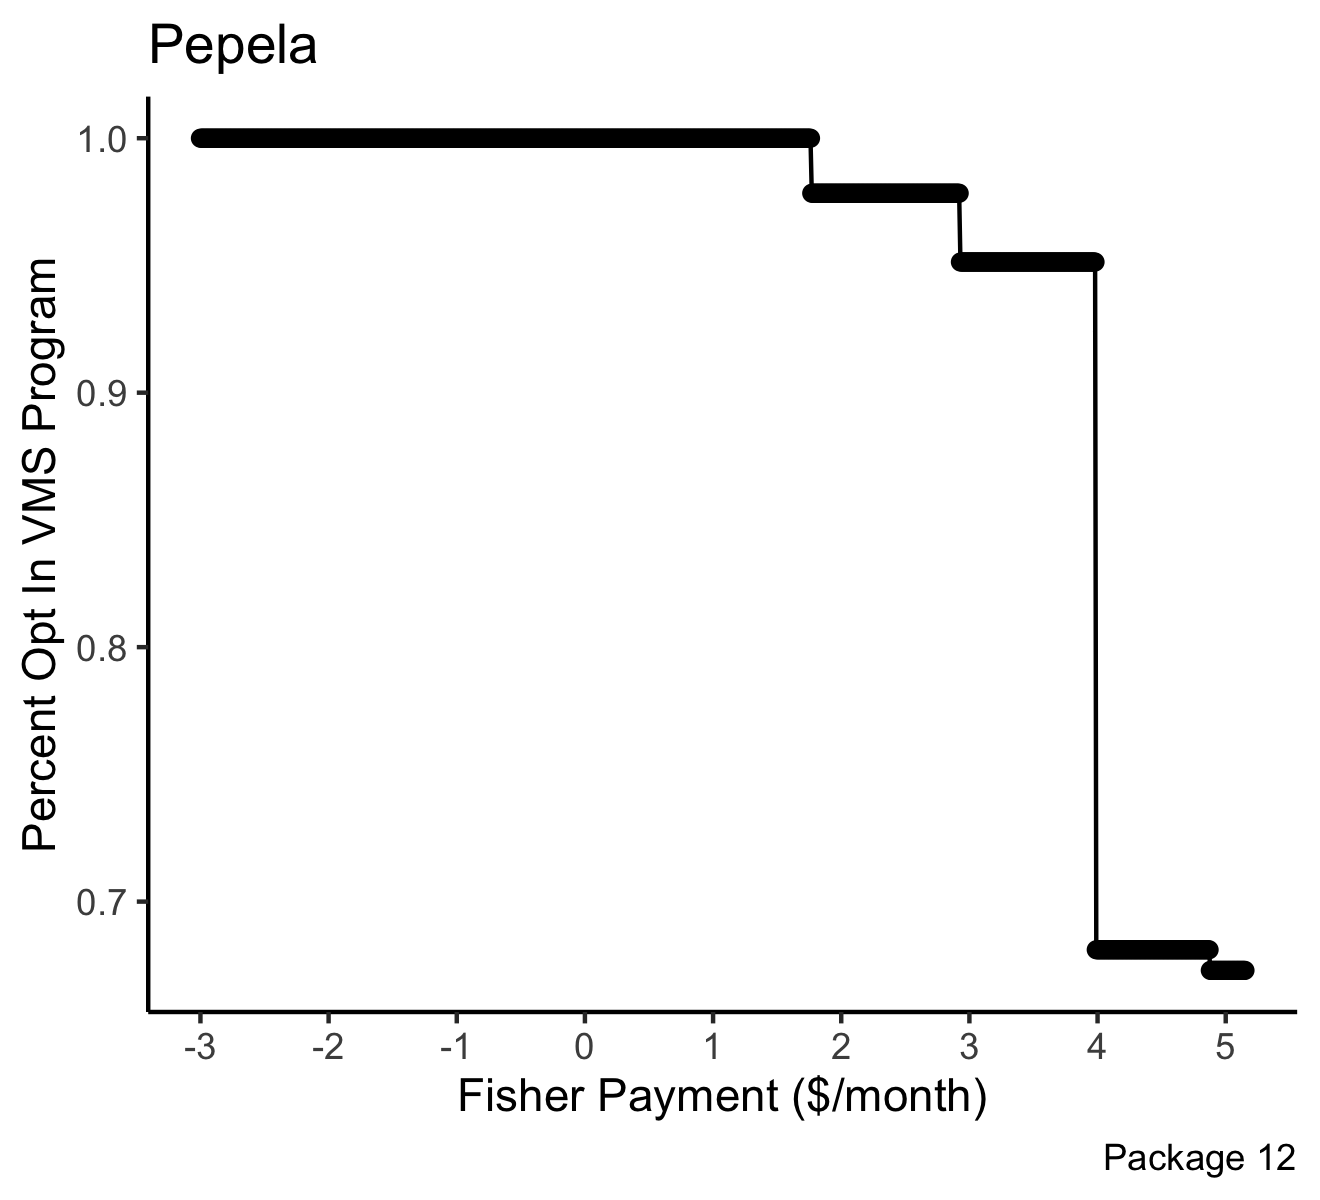 Pepela
Percent Opt In VMS Program
1.0
0.9
0.8
0.7
-3 -2 -1 0 1 2 3 4 5
Fisher Payment ($/month)
Package 12